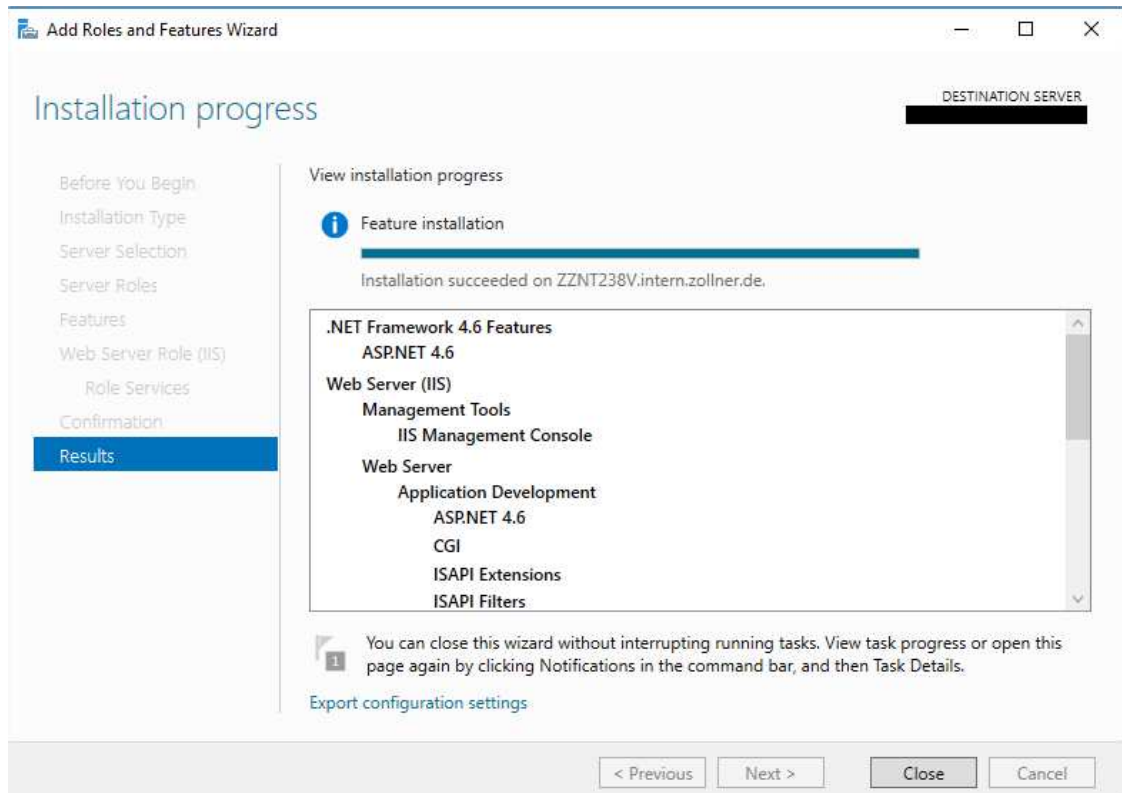 Add Roles and Features Wizard
Installation progress
DESTINATION SERVER
Before You Begin
Installation Type
Server Selection
Server Roles
Features
Web Server Role (IIS)
Role Services
Confirmation
Results
View installation progress
Feature installation
Installation succeeded on ZZNT238V.intern.zollner.de.
.NET Framework 4.6 Features
ASP.NET 4.6
Web Server (IIS)
Management Tools
IIS Management Console
Web Server
Application Development
ASP.NET 4.6
CGI
ISAPI Extensions
ISAPI Filters
1
You can close this wizard without interrupting running tasks. View task progress or open this
page again by clicking Notifications in the command bar, and then Task Details.
Export configuration settings
< Previous
Next >
Close
Cancel